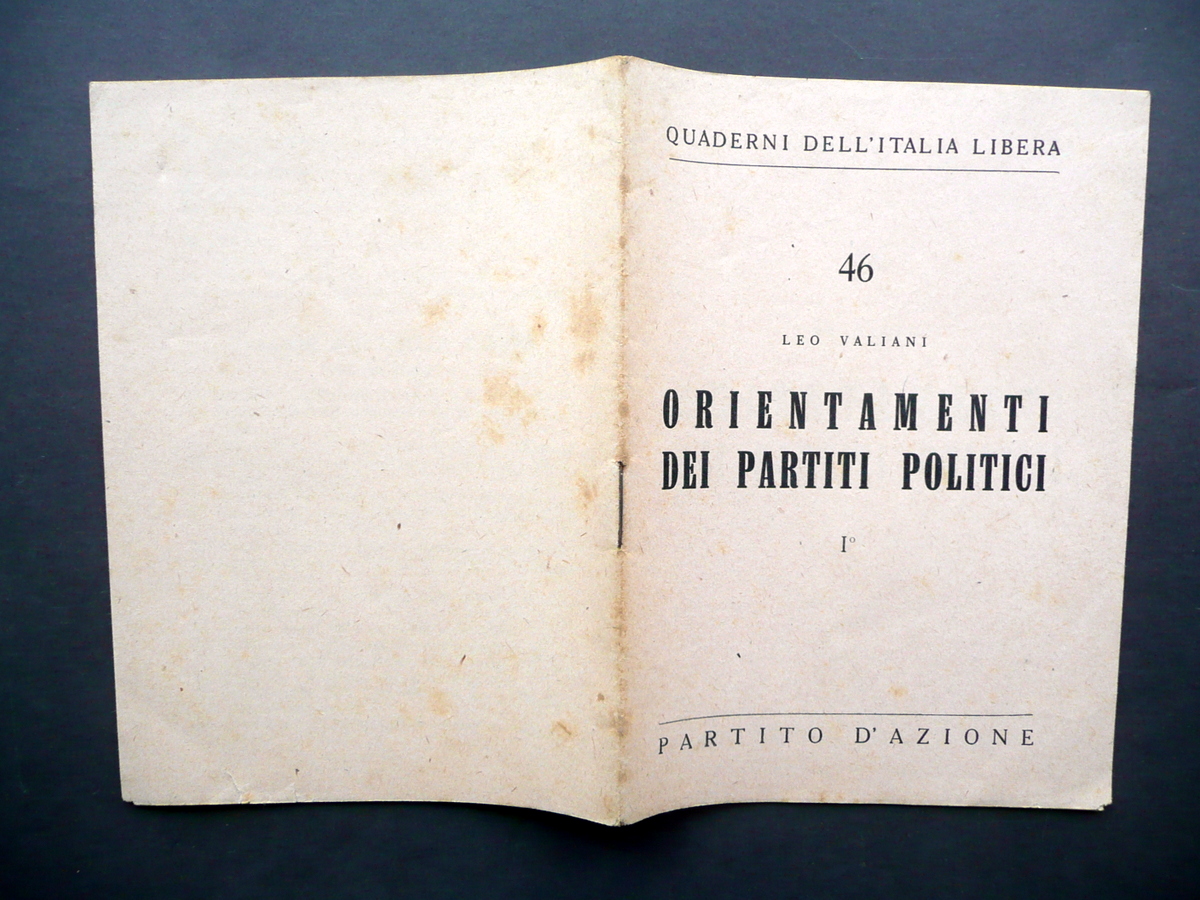 QUADERNI DELL'ITALIA LIBERA
46
LEO VALIANI
ORIENTAMENTI
DEI PARTITI POLITICI
I°
PARTITO D'AZIONE